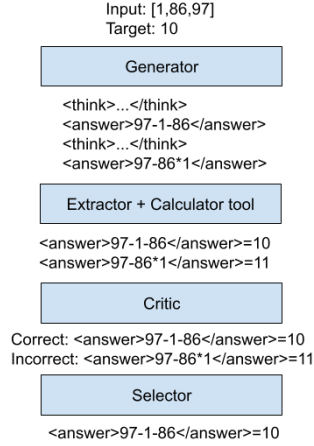 Input: [1,86,97]
Target: 10
Generator
<think>...</think>
<answer>97-1-86</answer>
<think>...</think>
<answer>97-86*1</answer>
Extractor + Calculator tool
<answer>97-1-86</answer>=10
<answer>97-86*1</answer>=11
Critic
Correct: <answer>97-1-86</answer>=10
Incorrect: <answer>97-86*1</answer>=11
Selector
<answer>97-1-86</answer>=10